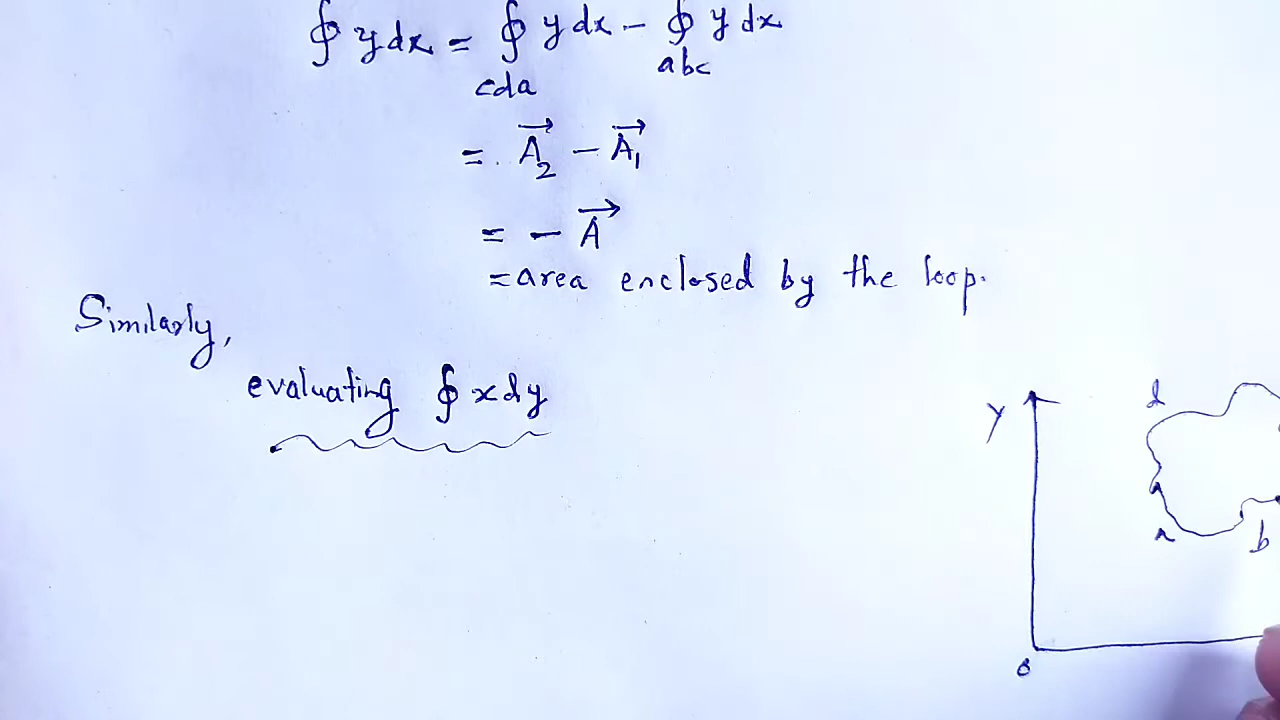 ∮ y dx = ∮ y dx − ∮ y dx
cda abc
= A⃗₂ − A⃗₁
= − A⃗
= area enclosed by the loop.
Similarly,
evaluating ∮ x dy
d
Y
a
b
o